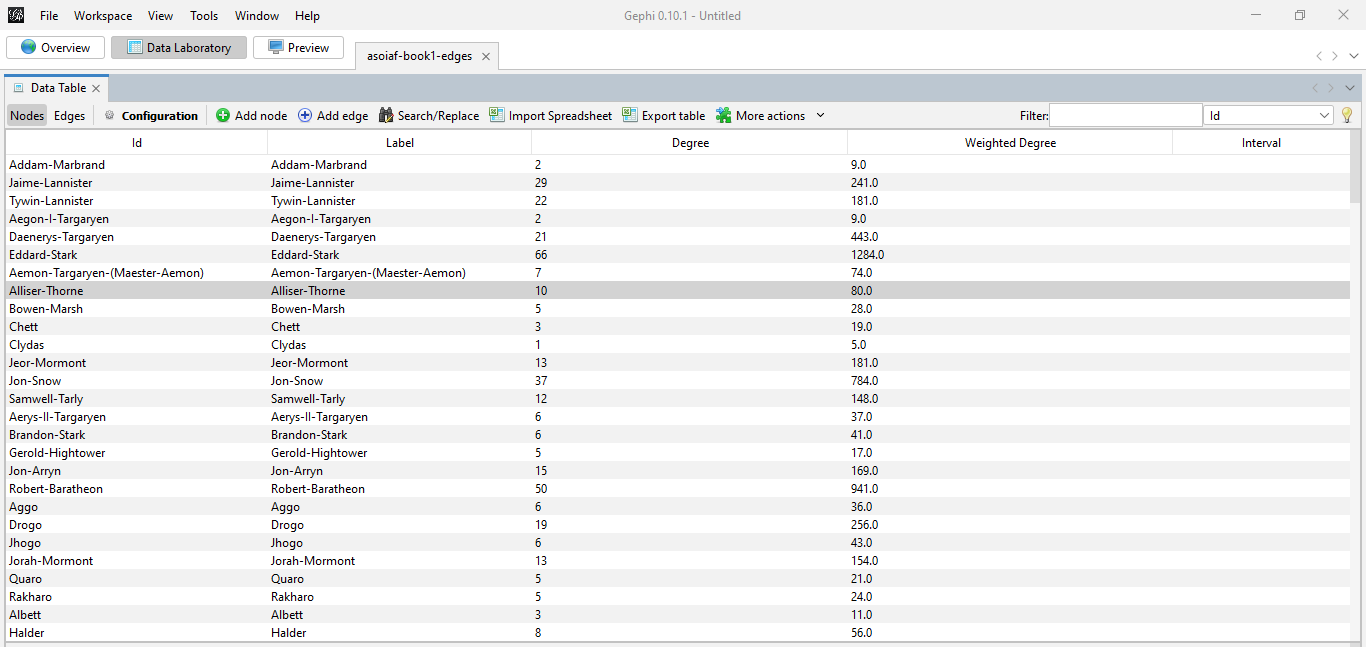 File Workspace View Tools Window Help Gephi 0.10.1 - Untitled
Overview Data Laboratory Preview asoiaf-book1-edges
Data Table
Nodes Edges Configuration Add node Add edge Search/Replace Import Spreadsheet Export table More actions Filter: Id
Id Label Degree Weighted Degree Interval
Addam-Marbrand Addam-Marbrand 2 9.0
Jaime-Lannister Jaime-Lannister 29 241.0
Tywin-Lannister Tywin-Lannister 22 181.0
Aegon-I-Targaryen Aegon-I-Targaryen 2 9.0
Daenerys-Targaryen Daenerys-Targaryen 21 443.0
Eddard-Stark Eddard-Stark 66 1284.0
Aemon-Targaryen-(Maester-Aemon) Aemon-Targaryen-(Maester-Aemon) 7 74.0
Alliser-Thorne Alliser-Thorne 10 80.0
Bowen-Marsh Bowen-Marsh 5 28.0
Chett Chett 3 19.0
Clydas Clydas 1 5.0
Jeor-Mormont Jeor-Mormont 13 181.0
Jon-Snow Jon-Snow 37 784.0
Samwell-Tarly Samwell-Tarly 12 148.0
Aerys-II-Targaryen Aerys-II-Targaryen 6 37.0
Brandon-Stark Brandon-Stark 6 41.0
Gerold-Hightower Gerold-Hightower 5 17.0
Jon-Arryn Jon-Arryn 15 169.0
Robert-Baratheon Robert-Baratheon 50 941.0
Aggo Aggo 6 36.0
Drogo Drogo 19 256.0
Jhogo Jhogo 6 43.0
Jorah-Mormont Jorah-Mormont 13 154.0
Quaro Quaro 5 21.0
Rakharo Rakharo 5 24.0
Albett Albett 3 11.0
Halder Halder 8 56.0